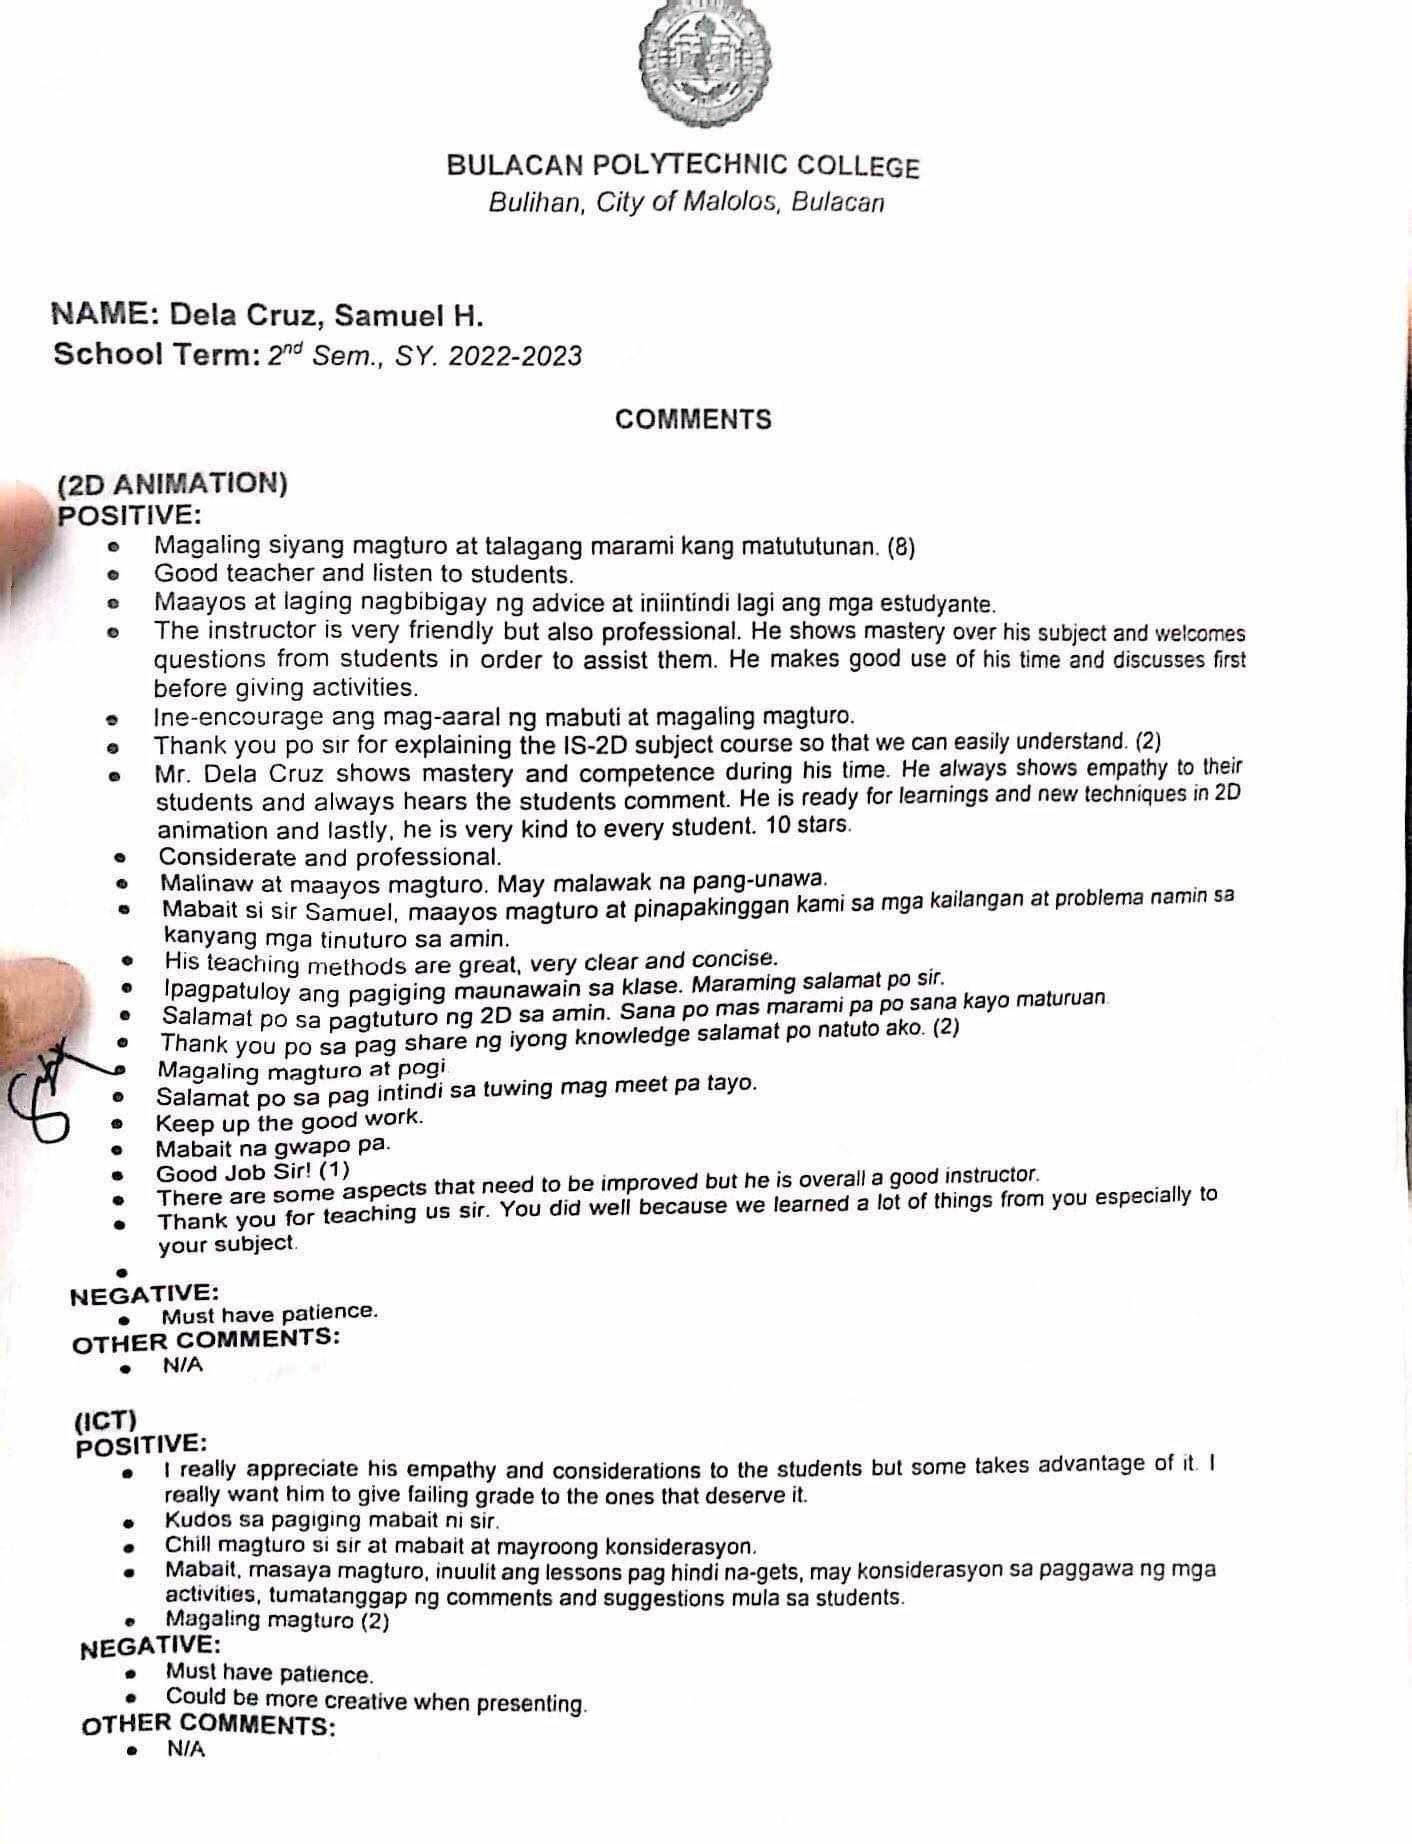 BULACAN POLYTECHNIC COLLEGE
Bulihan, City of Malolos, Bulacan
NAME: Dela Cruz, Samuel H.
School Term: 2nd Sem., SY. 2022-2023
COMMENTS
(2D ANIMATION)
POSITIVE:
• Magaling siyang magturo at talagang marami kang matututunan. (8)
• Good teacher and listen to students.
• Maayos at laging nagbibigay ng advice at iniintindi lagi ang mga estudyante.
• The instructor is very friendly but also professional. He shows mastery over his subject and welcomes
questions from students in order to assist them. He makes good use of his time and discusses first
before giving activities.
• Ine-encourage ang mag-aaral ng mabuti at magaling magturo.
• Thank you po sir for explaining the IS-2D subject course so that we can easily understand. (2)
• Mr. Dela Cruz shows mastery and competence during his time. He always shows empathy to their
students and always hears the students comment. He is ready for learnings and new techniques in 2D
animation and lastly, he is very kind to every student. 10 stars.
• Considerate and professional.
• Malinaw at maayos magturo. May malawak na pang-unawa.
• Mabait si sir Samuel, maayos magturo at pinapakinggan kami sa mga kailangan at problema namin sa
kanyang mga tinuturo sa amin.
• His teaching methods are great, very clear and concise.
• Ipagpatuloy ang pagiging maunawain sa klase. Maraming salamat po sir.
• Salamat po sa pagtuturo ng 2D sa amin. Sana po mas marami pa po sana kayo maturuan.
• Thank you po sa pag share ng iyong knowledge salamat po natuto ako. (2)
• Magaling magturo at pogi.
• Salamat po sa pag intindi sa tuwing mag meet pa tayo.
• Keep up the good work.
• Mabait na gwapo pa.
• Good Job Sir! (1)
• There are some aspects that need to be improved but he is overall a good instructor.
• Thank you for teaching us sir. You did well because we learned a lot of things from you especially to
your subject.
•
NEGATIVE:
• Must have patience.
OTHER COMMENTS:
• N/A
(ICT)
POSITIVE:
• I really appreciate his empathy and considerations to the students but some takes advantage of it. I
really want him to give failing grade to the ones that deserve it.
• Kudos sa pagiging mabait ni sir.
• Chill magturo si sir at mabait at mayroong konsiderasyon.
• Mabait, masaya magturo, inuulit ang lessons pag hindi na-gets, may konsiderasyon sa paggawa ng mga
activities, tumatanggap ng comments and suggestions mula sa students.
• Magaling magturo (2)
NEGATIVE:
• Must have patience.
• Could be more creative when presenting.
OTHER COMMENTS:
• N/A